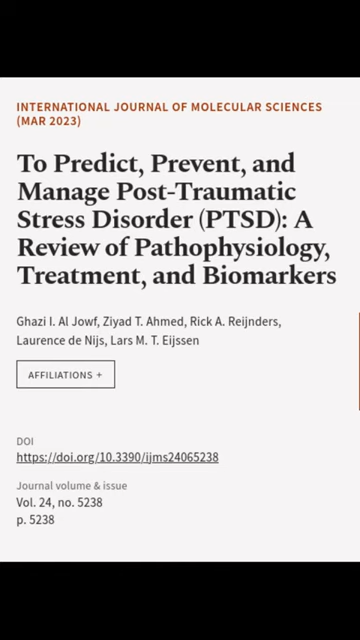 INTERNATIONAL JOURNAL OF MOLECULAR SCIENCES
(MAR 2023)
To Predict, Prevent, and
Manage Post-Traumatic
Stress Disorder (PTSD): A
Review of Pathophysiology,
Treatment, and Biomarkers
Ghazi I. Al Jowf, Ziyad T. Ahmed, Rick A. Reijnders,
Laurence de Nijs, Lars M. T. Eijssen
AFFILIATIONS +
DOI
https://doi.org/10.3390/ijms24065238
Journal volume & issue
Vol. 24, no. 5238
p. 5238